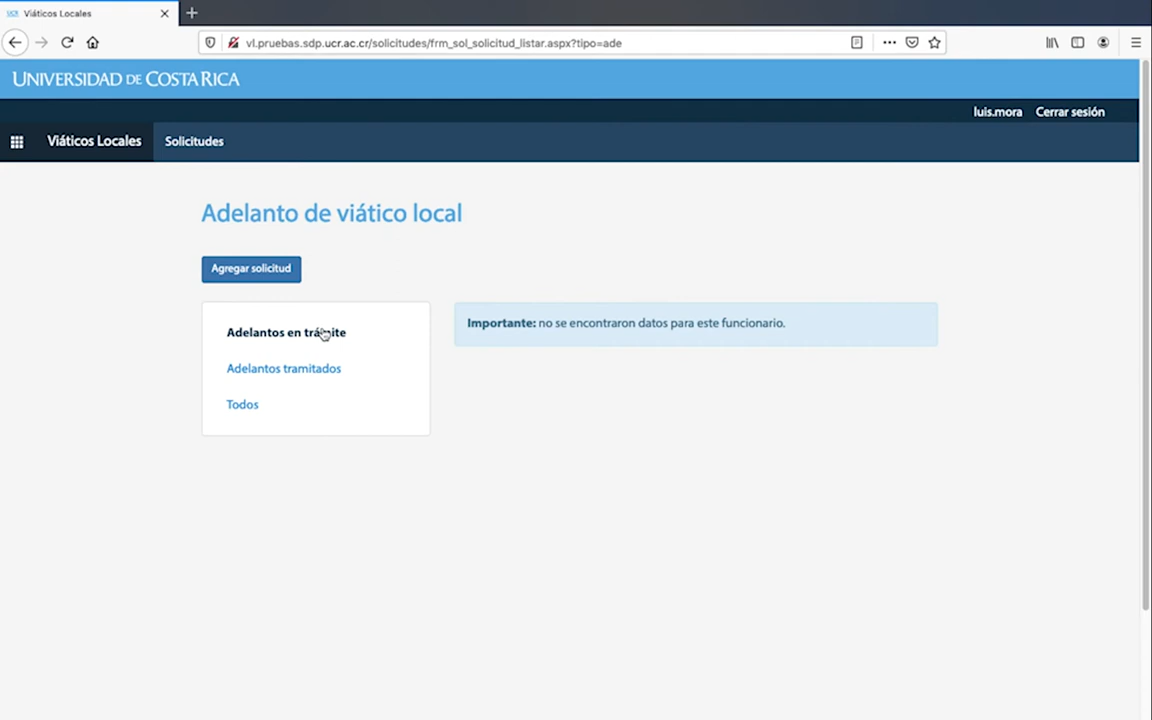 Viáticos Locales
vl.pruebas.sdp.ucr.ac.cr/solicitudes/frm_sol_solicitud_listar.aspx?tipo=ade
UNIVERSIDAD DE COSTA RICA
luis.mora Cerrar sesión
Viáticos Locales Solicitudes
Adelanto de viático local
Agregar solicitud
Adelantos en trámite
Importante: no se encontraron datos para este funcionario.
Adelantos tramitados
Todos